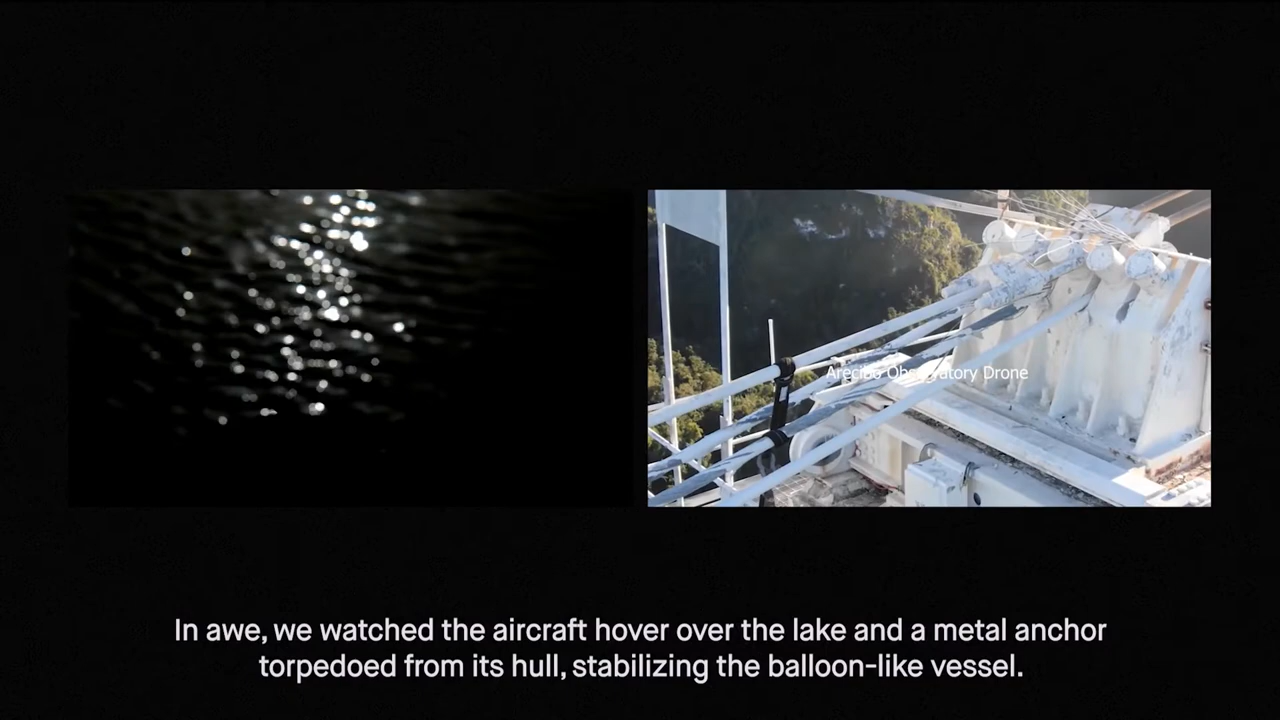 Arecibo Observatory Drone
In awe, we watched the aircraft hover over the lake and a metal anchor
torpedoed from its hull, stabilizing the balloon-like vessel.